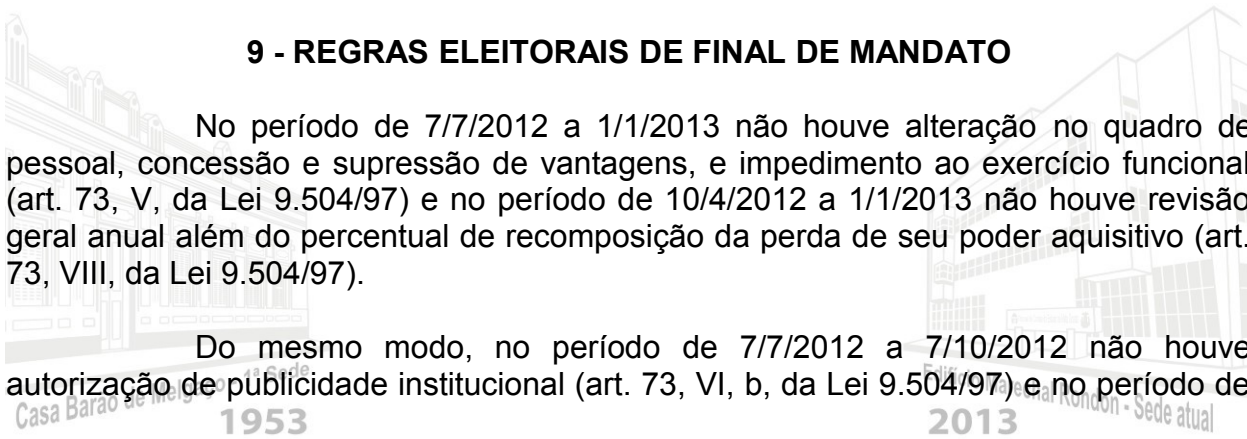 9 - REGRAS ELEITORAIS DE FINAL DE MANDATO
No período de 7/7/2012 a 1/1/2013 não houve alteração no quadro de
pessoal, concessão e supressão de vantagens, e impedimento ao exercício funcional
(art. 73, V, da Lei 9.504/97) e no período de 10/4/2012 a 1/1/2013 não houve revisão
geral anual além do percentual de recomposição da perda de seu poder aquisitivo (art.
73, VIII, da Lei 9.504/97).
Do mesmo modo, no período de 7/7/2012 a 7/10/2012 não houve
autorização de publicidade institucional (art. 73, VI, b, da Lei 9.504/97) e no período de
Casa Barão de Melgaço - 1ª Sede
1953
Rondon - Sede atual
2013